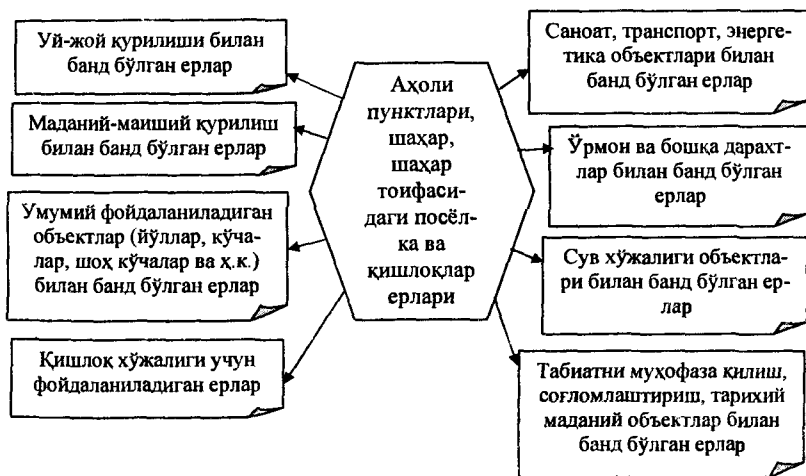 Уй-жой қурилиши билан
банд бўлган ерлар
Маданий-маиший қурилиш
билан банд бўлган ерлар
Умумий фойдаланиладиган
объектлар (йўллар, кўча-
лар, шоҳ кўчалар ва ҳ.к.)
билан банд бўлган ерлар
Қишлоқ хўжалиги учун
фойдаланиладиган ерлар
Аҳоли
пунктлари,
шаҳар,
шаҳар
тоифаси-
даги посёл-
ка ва
қишлоқлар
ерлари
Саноат, транспорт, энерге-
тика объектлари билан
банд бўлган ерлар
Ўрмон ва бошқа дарахт-
лар билан банд бўлган
ерлар
Сув хўжалиги объектла-
ри билан банд бўлган ер-
лар
Табиатни муҳофаза қилиш,
соғломлаштириш, тарихий
маданий объектлар билан
банд бўлган ерлар